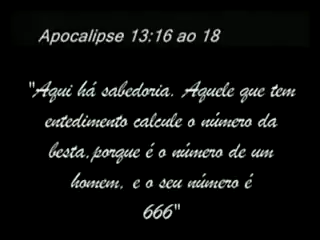 Apocalipse 13:16 ao 18
"Aqui há sabedoria. Aquele que tem
entedimento calcule o número da
besta,porque é o número de um
homem, e o seu número é
666"